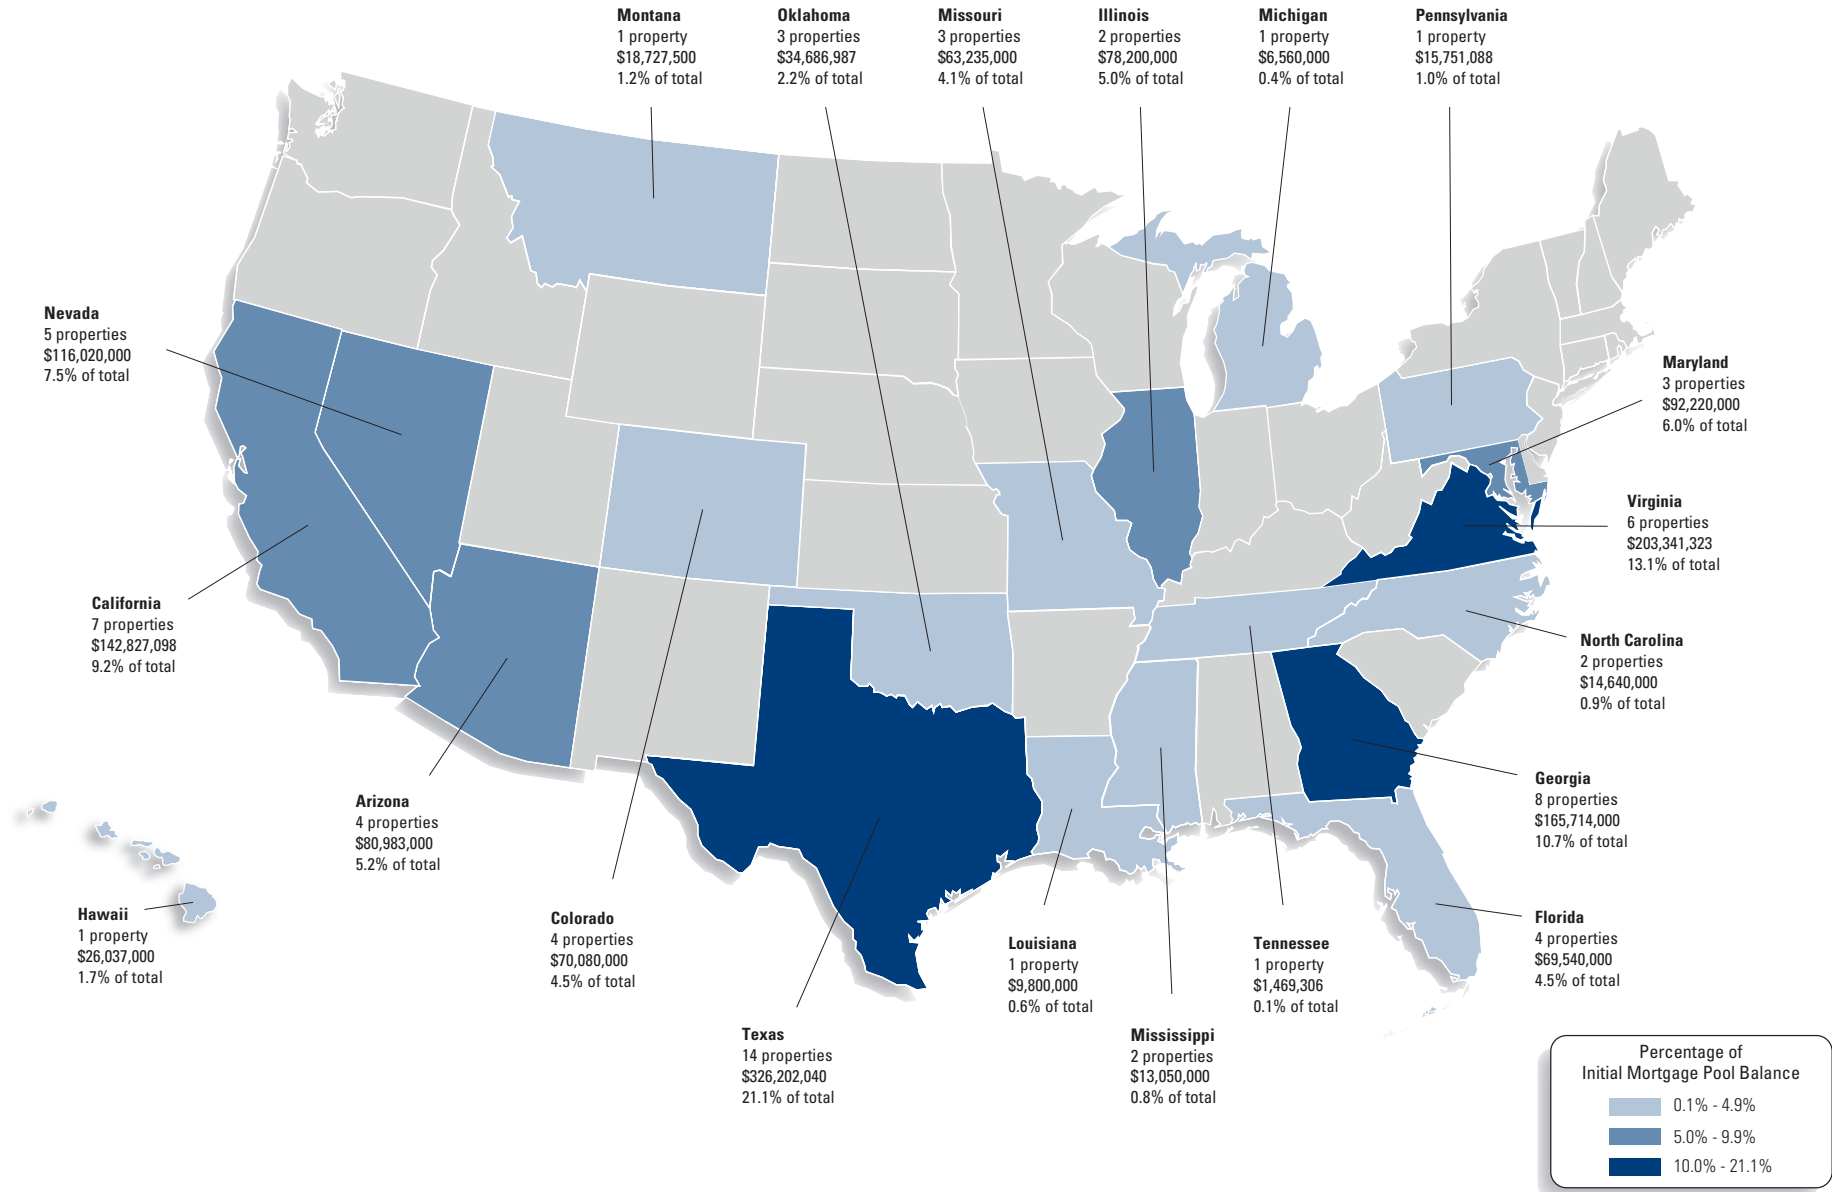 Montana
1 property
$18,727,500
1.2% of total
Oklahoma
3 properties
$34,686,987
2.2% of total
Missouri
3 properties
$63,235,000
4.1% of total
Illinois
2 properties
$78,200,000
5.0% of total
Michigan
1 property
$6,560,000
0.4% of total
Pennsylvania
1 property
$15,751,088
1.0% of total
Nevada
5 properties
$116,020,000
7.5% of total
Maryland
3 properties
$92,220,000
6.0% of total
Virginia
6 properties
$203,341,323
13.1% of total
California
7 properties
$142,827,098
9.2% of total
North Carolina
2 properties
$14,640,000
0.9% of total
Georgia
8 properties
$165,714,000
10.7% of total
Arizona
4 properties
$80,983,000
5.2% of total
Hawaii
1 property
$26,037,000
1.7% of total
Colorado
4 properties
$70,080,000
4.5% of total
Florida
4 properties
$69,540,000
4.5% of total
Louisiana
1 property
$9,800,000
0.6% of total
Tennessee
1 property
$1,469,306
0.1% of total
Texas
14 properties
$326,202,040
21.1% of total
Mississippi
2 properties
$13,050,000
0.8% of total
Percentage of
Initial Mortgage Pool Balance
0.1% - 4.9%
5.0% - 9.9%
10.0% - 21.1%